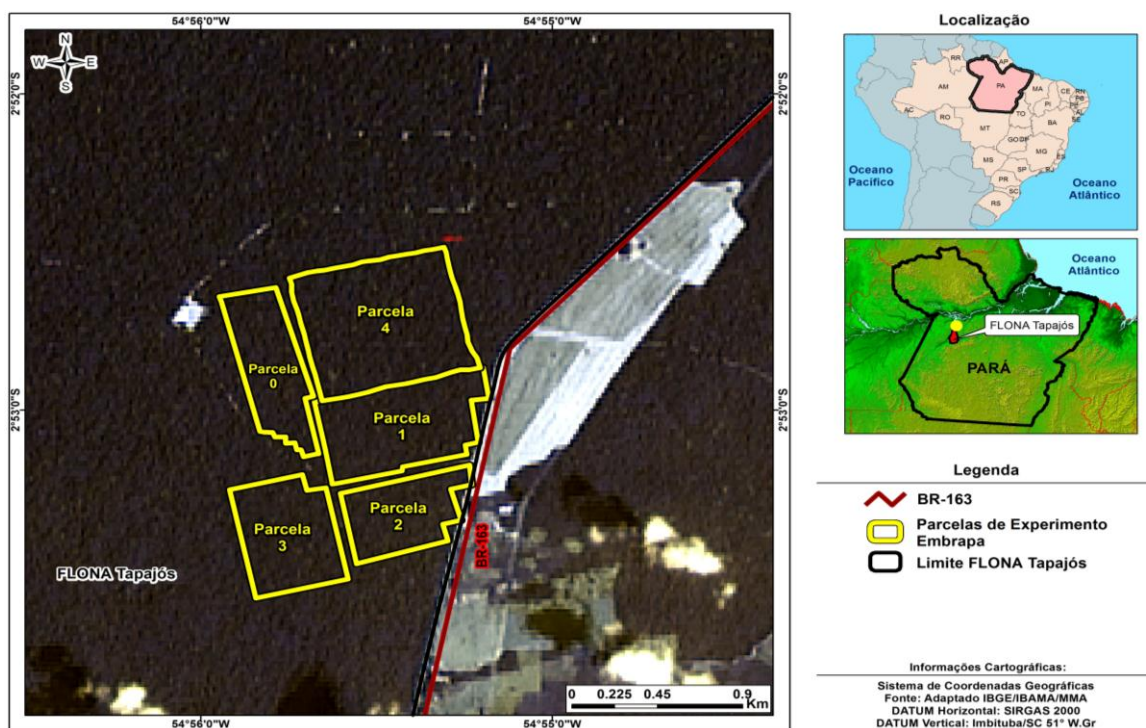 54°56'0"W
54°55'0"W
N
W E
S
2°52'0"S
2°52'0"S
Parcela
4
Parcela
0
2°53'0"S
2°53'0"S
Parcela
1
Parcela
2
Parcela
3
BR-163
FLONA Tapajós
0 0.225 0.45 0.9
Km
54°56'0"W
54°55'0"W
Localização
RR
AP
AM
PA
MA
CE
RN
PB
PE
AL
SE
PI
AC
RO
TO
BA
MT
GO
DF
MG
ES
MS
SP
RJ
PR
SC
RS
Oceano
Pacífico
Oceano
Atlântico
Oceano
Atlântico
FLONA Tapajós
PARÁ
Legenda
BR-163
Parcelas de Experimento
Embrapa
Limite FLONA Tapajós
Informações Cartográficas:
Sistema de Coordenadas Geográficas
Fonte: Adaptado IBGE/IBAMA/MMA
DATUM Horizontal: SIRGAS 2000
DATUM Vertical: Imbituba/SC 51° W.Gr